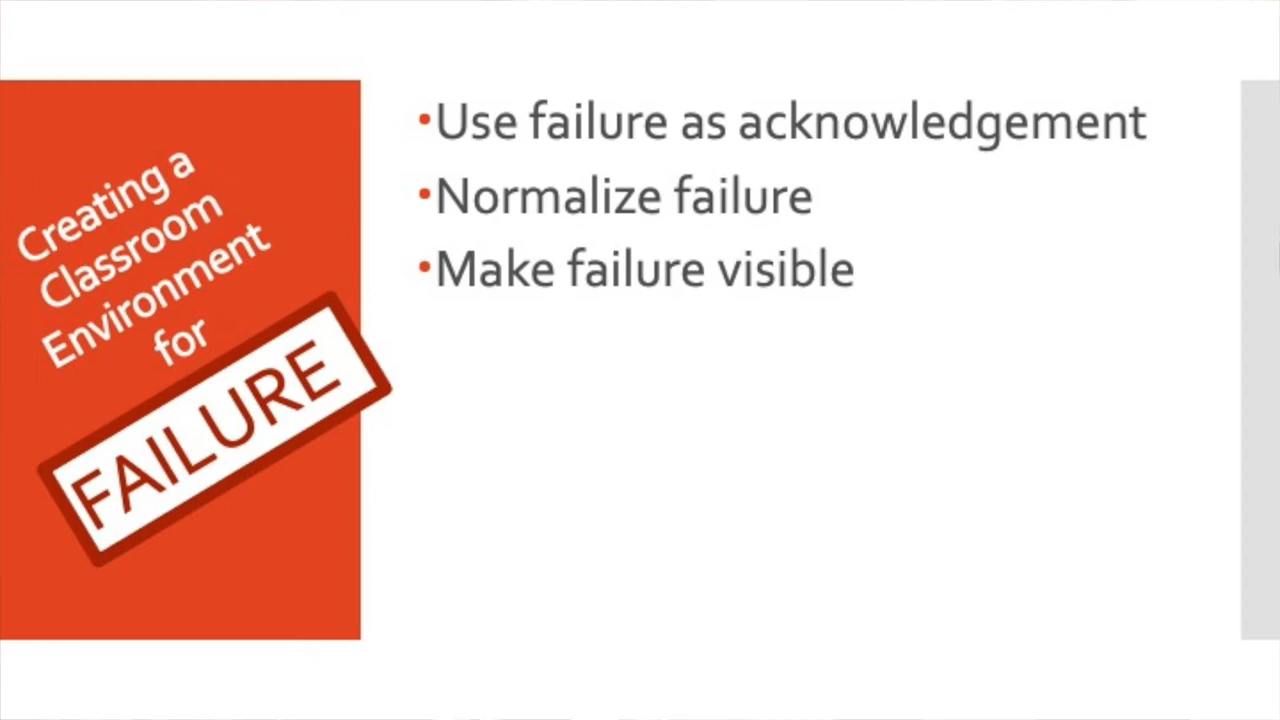 Creating a
Classroom
Environment
for
FAILURE
•Use failure as acknowledgement
•Normalize failure
•Make failure visible